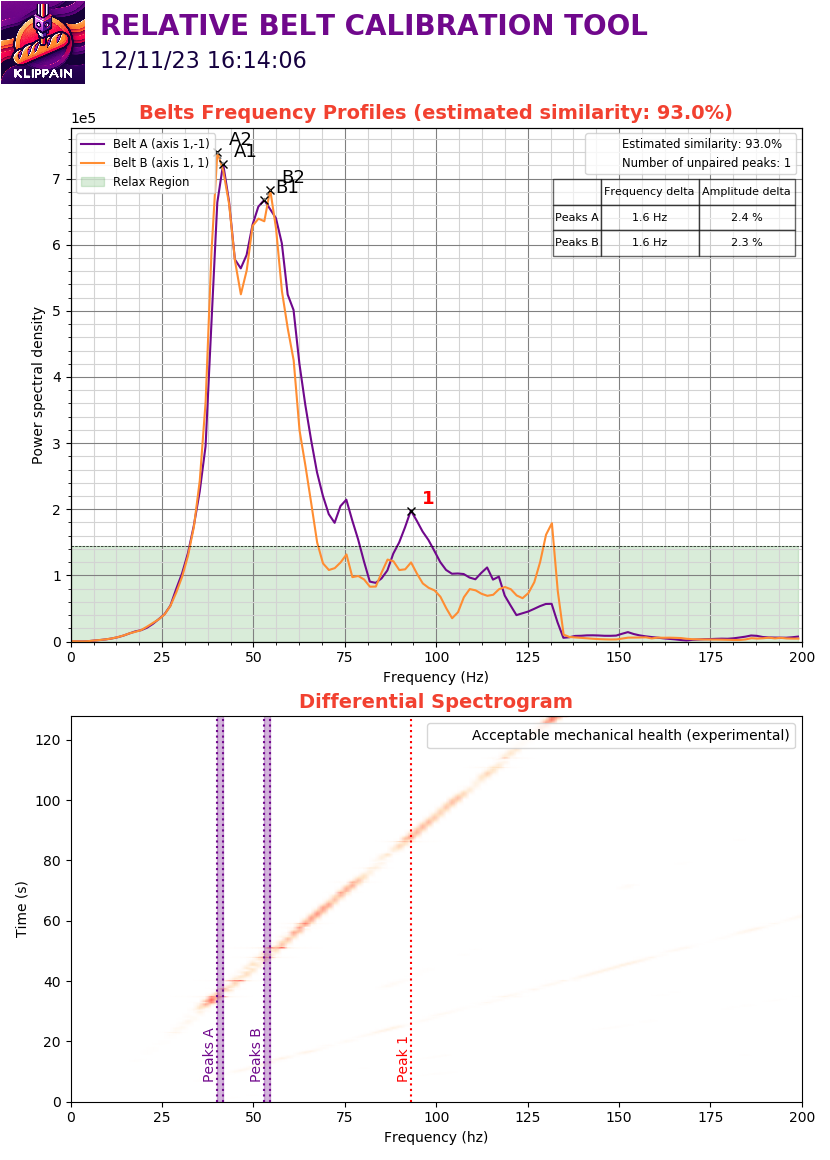 KLIPPAIN
RELATIVE BELT CALIBRATION TOOL
12/11/23 16:14:06
Belts Frequency Profiles (estimated similarity: 93.0%)
1e5
Belt A (axis 1,-1)
Belt B (axis 1, 1)
Relax Region
A2
A1
B2
B1
1
Estimated similarity: 93.0%
Number of unpaired peaks: 1
Frequency delta Amplitude delta
Peaks A 1.6 Hz 2.4 %
Peaks B 1.6 Hz 2.3 %
Power spectral density
7
6
5
4
3
2
1
0
0 25 50 75 100 125 150 175 200
Frequency (Hz)
Differential Spectrogram
Acceptable mechanical health (experimental)
Time (s)
120
100
80
60
40
20
0
Peaks A
Peaks B
Peak 1
0 25 50 75 100 125 150 175 200
Frequency (hz)